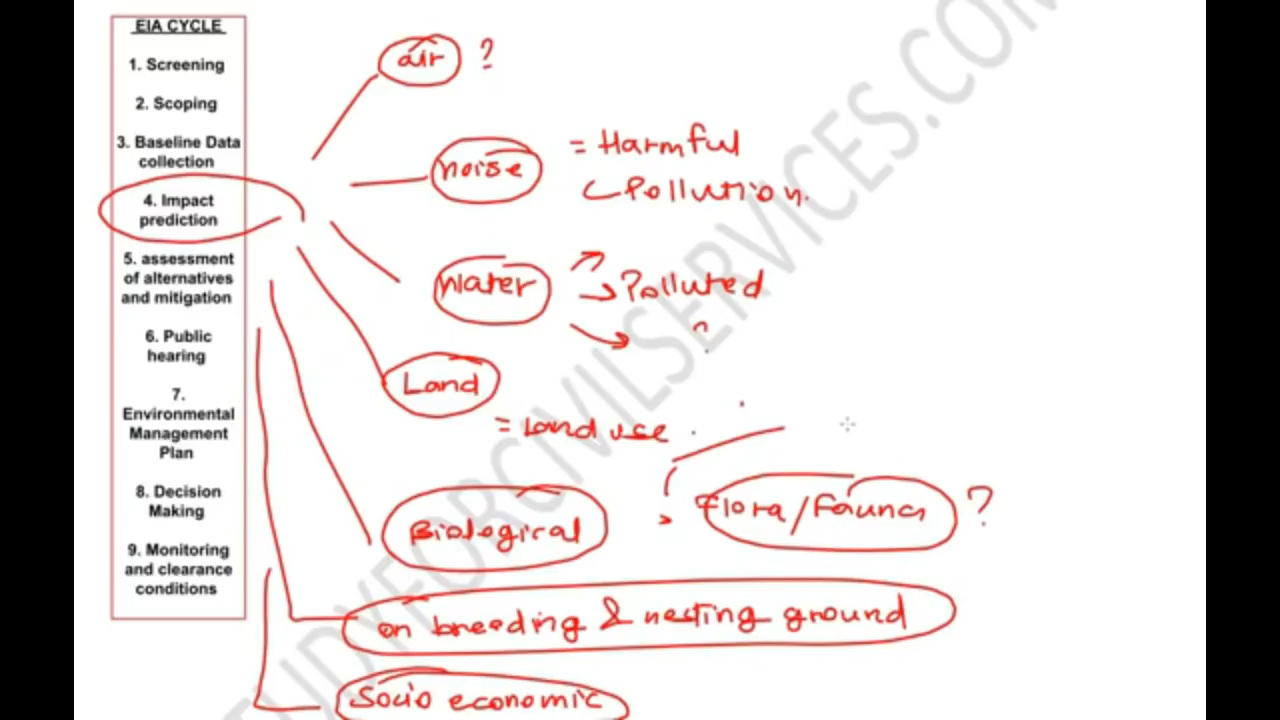 EIA CYCLE
1. Screening
2. Scoping
3. Baseline Data
collection
4. Impact
prediction
5. assessment
of alternatives
and mitigation
6. Public
hearing
7.
Environmental
Management
Plan
8. Decision
Making
9. Monitoring
and clearance
conditions
air ?
noise = Harmful
Pollution.
Water → Polluted
?
Land
= Land use.
Biological
Flora/Fauna ?
on breeding & nesting ground
Socio economic
STUDYFORCIVILSERVICES.COM